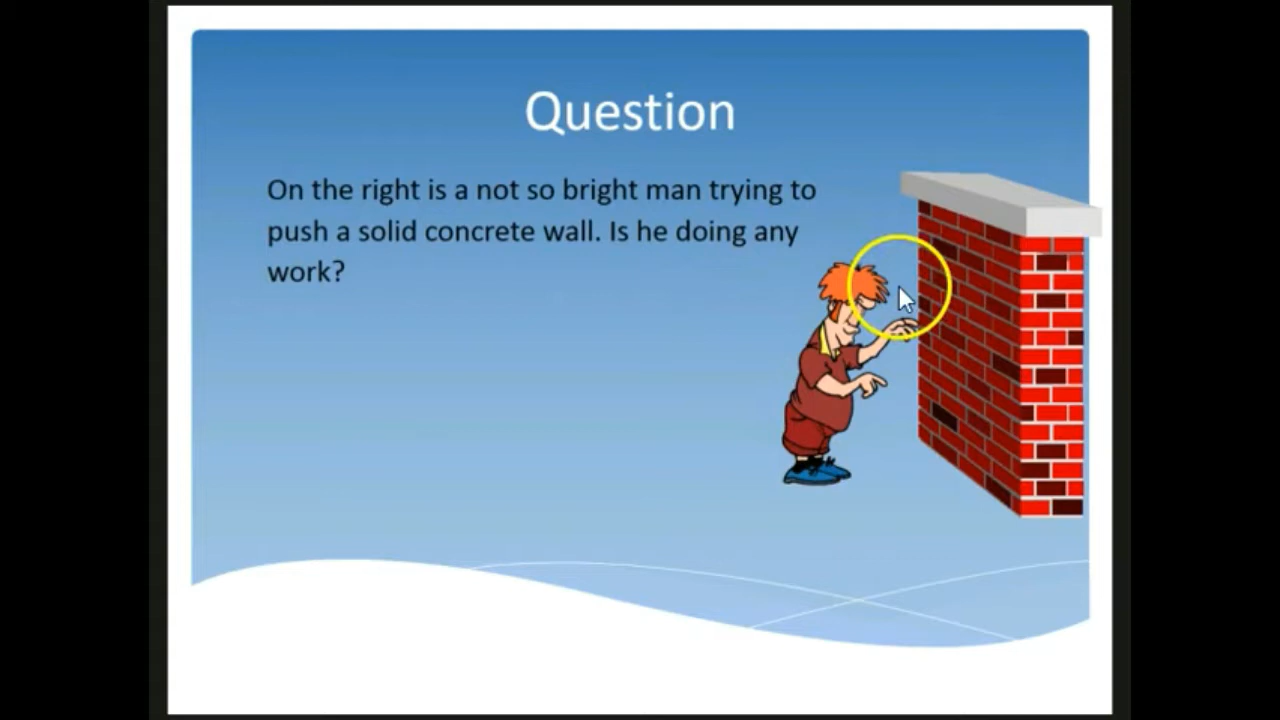 Question
On the right is a not so bright man trying to
push a solid concrete wall. Is he doing any
work?